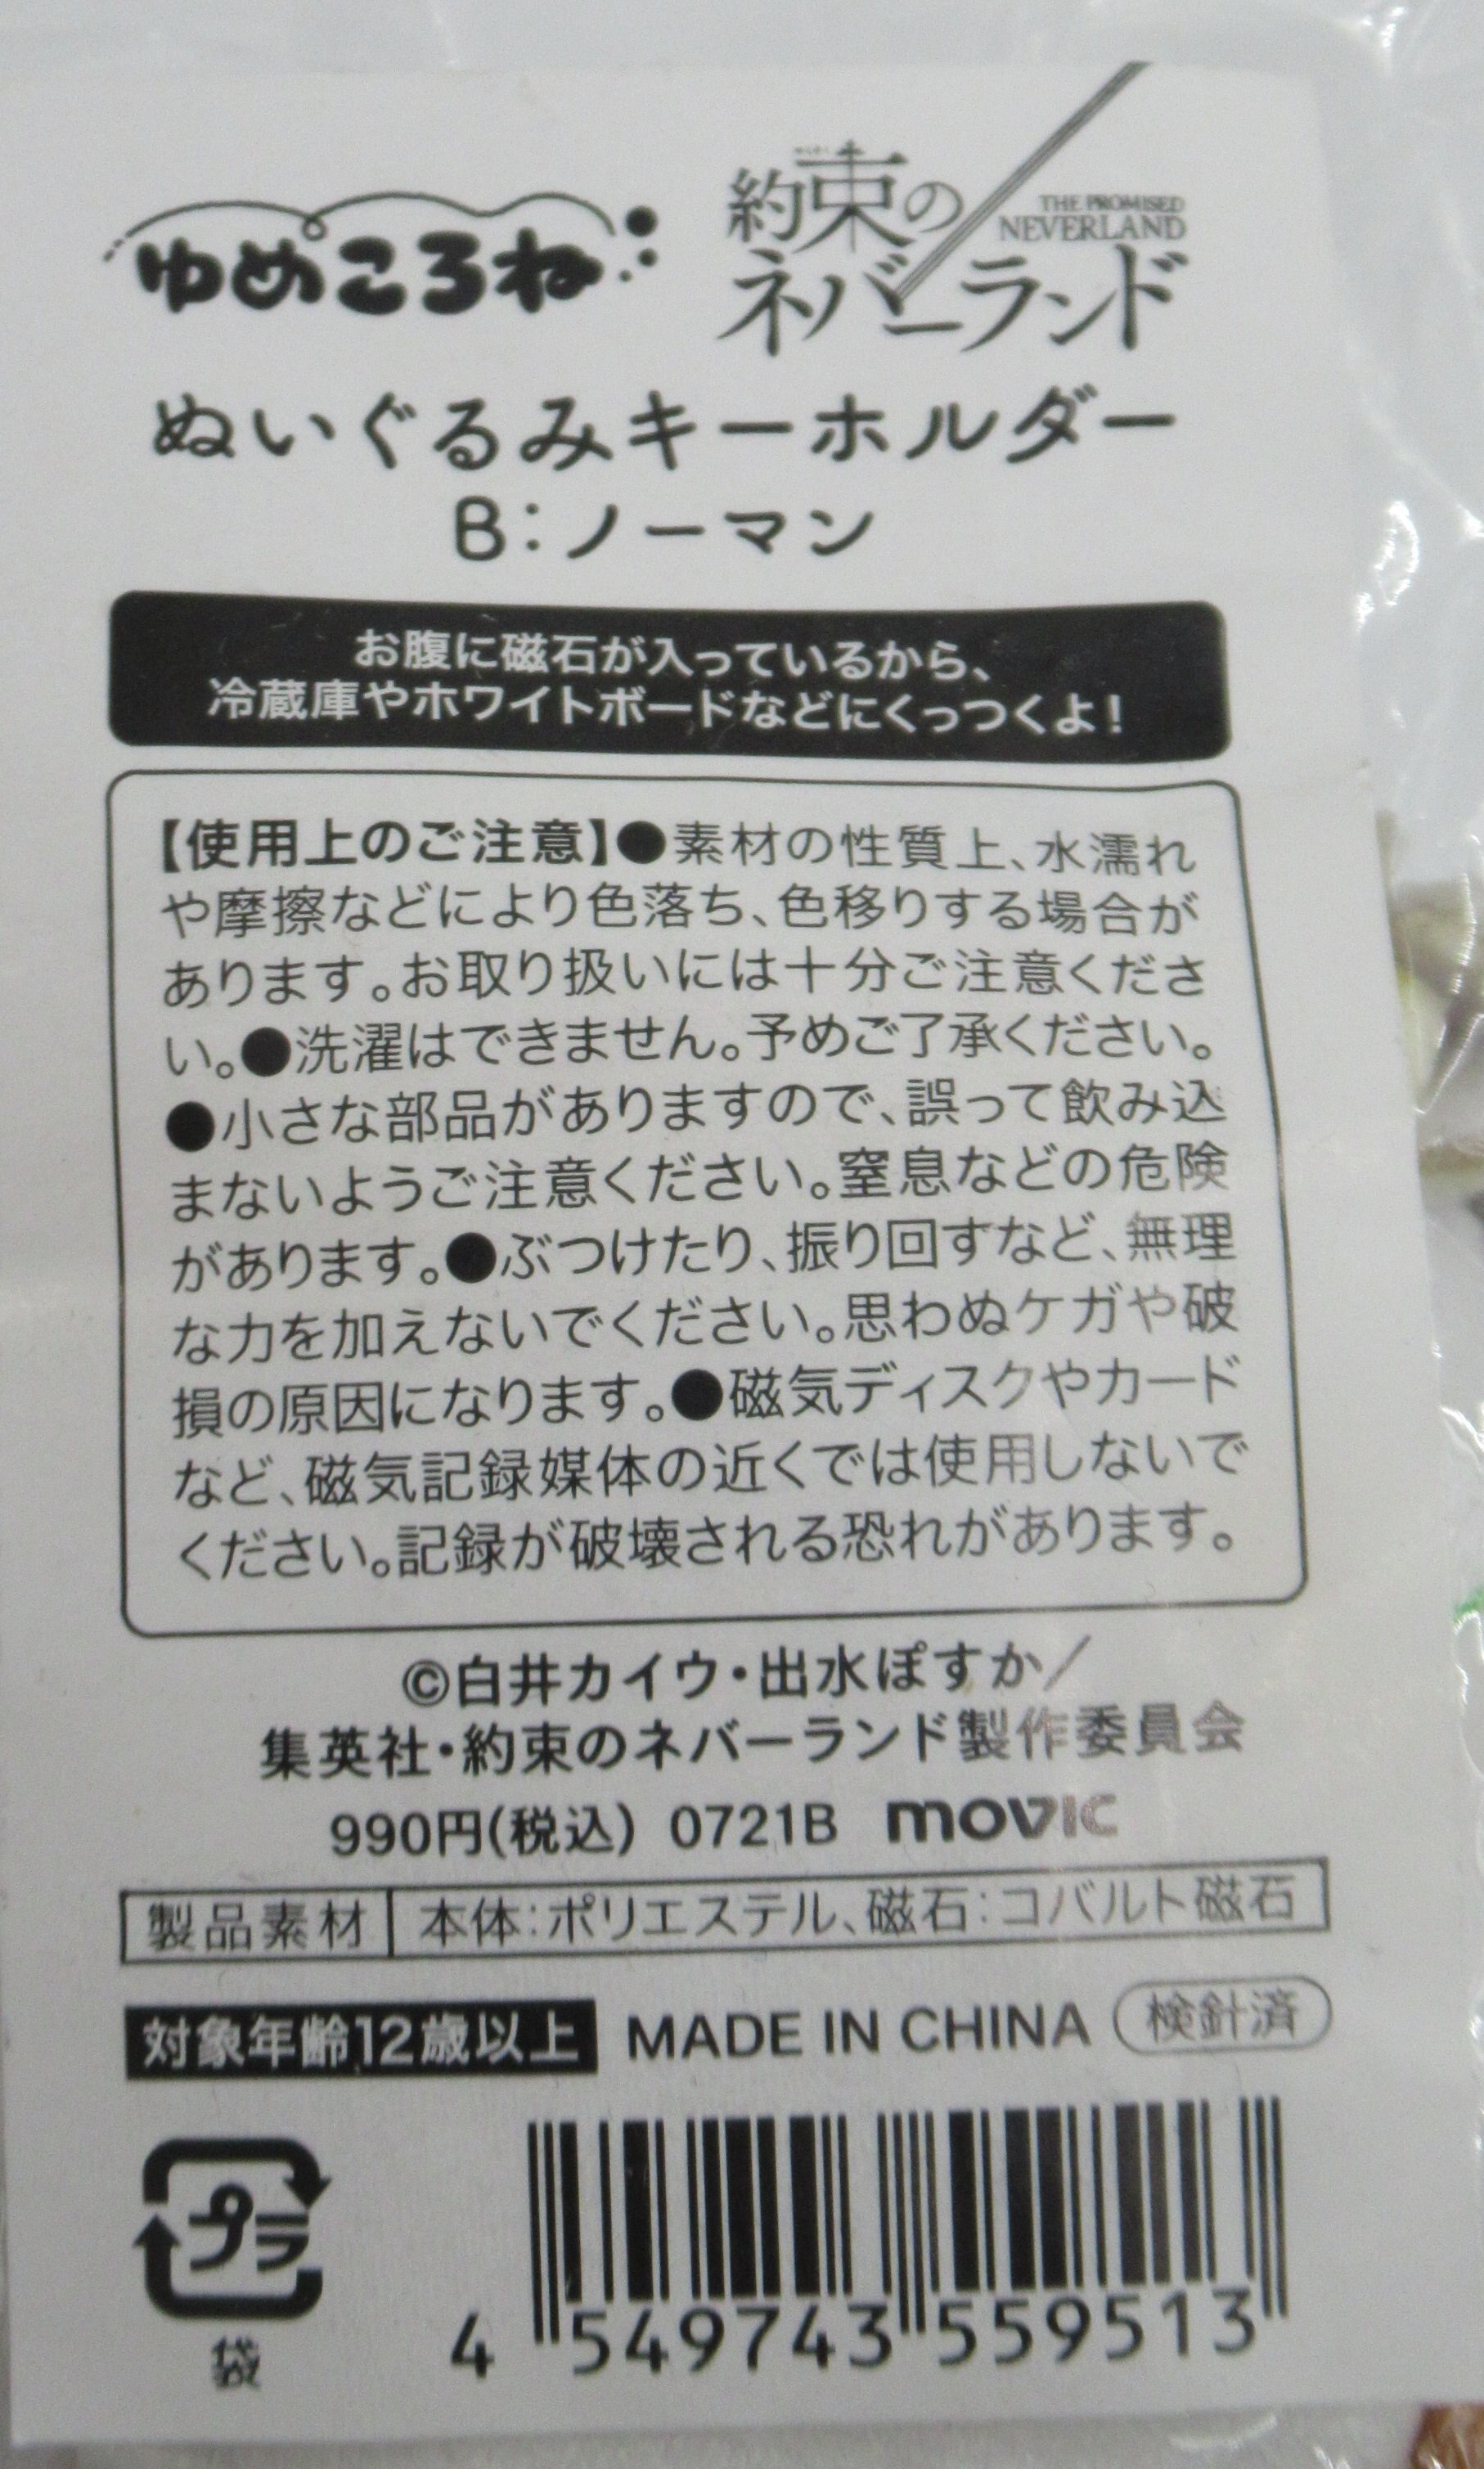 ゆめころね
約束の
ネバーランド
THE PROMISED
NEVERLAND
ぬいぐるみキーホルダー
B：ノーマン
お腹に磁石が入っているから、
冷蔵庫やホワイトボードなどにくっつくよ！
【使用上のご注意】●素材の性質上、水濡れ
や摩擦などにより色落ち、色移りする場合が
あります。お取り扱いには十分ご注意くださ
い。●洗濯はできません。予めご了承ください。
●小さな部品がありますので、誤って飲み込
まないようご注意ください。窒息などの危険
があります。●ぶつけたり、振り回すなど、無理
な力を加えないでください。思わぬケガや破
損の原因になります。●磁気ディスクやカード
など、磁気記録媒体の近くでは使用しないで
ください。記録が破壊される恐れがあります。
©白井カイウ・出水ぽすか／
集英社・約束のネバーランド製作委員会
990円(税込) 0721B movic
製品素材 本体：ポリエステル、磁石：コバルト磁石
対象年齢12歳以上 MADE IN CHINA 検針済
プラ
袋
4 549743 559513